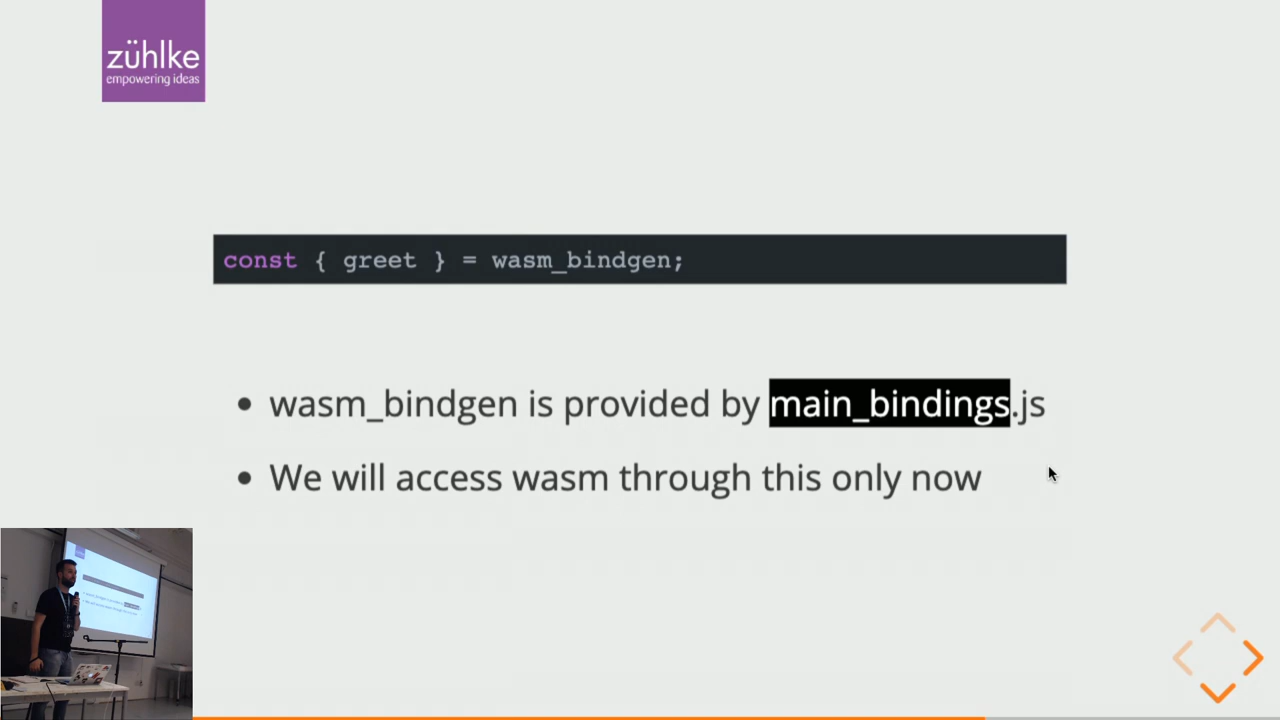 zühlke
empowering ideas
const { greet } = wasm_bindgen;
• wasm_bindgen is provided by main_bindings.js
• We will access wasm through this only now